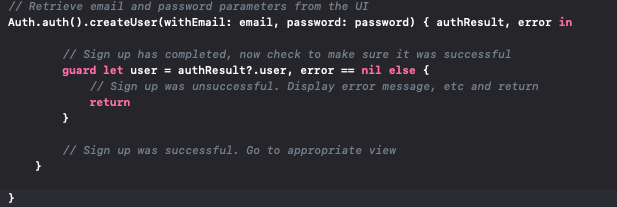 // Retrieve email and password parameters from the UI
Auth.auth().createUser(withEmail: email, password: password) { authResult, error in
// Sign up has completed, now check to make sure it was successful
guard let user = authResult?.user, error == nil else {
// Sign up was unsuccessful. Display error message, etc and return
return
}
// Sign up was successful. Go to appropriate view
}
}